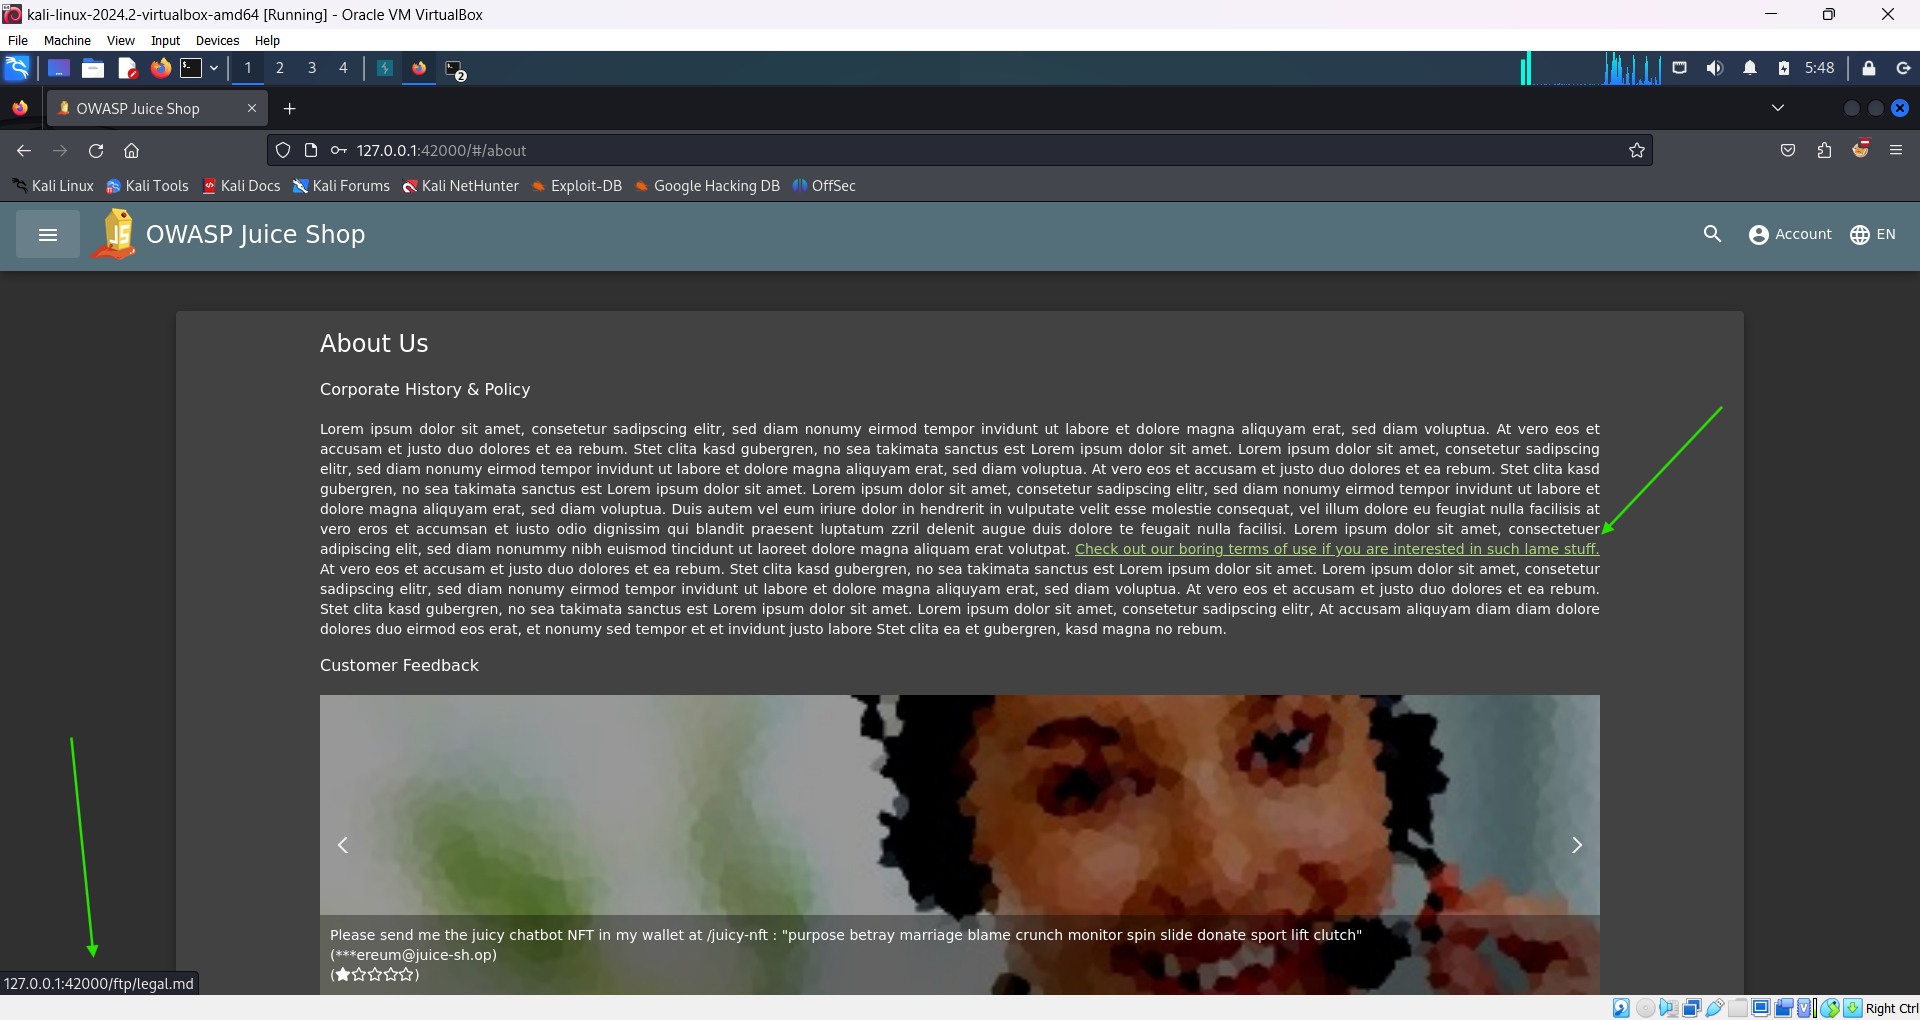 kali-linux-2024.2-virtualbox-amd64 [Running] - Oracle VM VirtualBox
File Machine View Input Devices Help
1 2 3 4 2 5:48
OWASP Juice Shop
127.0.0.1:42000/#/about
Kali Linux Kali Tools Kali Docs Kali Forums Kali NetHunter Exploit-DB Google Hacking DB OffSec
OWASP Juice Shop Account EN
About Us
Corporate History & Policy
Lorem ipsum dolor sit amet, consetetur sadipscing elitr, sed diam nonumy eirmod tempor invidunt ut labore et dolore magna aliquyam erat, sed diam voluptua. At vero eos et
accusam et justo duo dolores et ea rebum. Stet clita kasd gubergren, no sea takimata sanctus est Lorem ipsum dolor sit amet. Lorem ipsum dolor sit amet, consetetur sadipscing
elitr, sed diam nonumy eirmod tempor invidunt ut labore et dolore magna aliquyam erat, sed diam voluptua. At vero eos et accusam et justo duo dolores et ea rebum. Stet clita kasd
gubergren, no sea takimata sanctus est Lorem ipsum dolor sit amet. Lorem ipsum dolor sit amet, consetetur sadipscing elitr, sed diam nonumy eirmod tempor invidunt ut labore et
dolore magna aliquyam erat, sed diam voluptua. Duis autem vel eum iriure dolor in hendrerit in vulputate velit esse molestie consequat, vel illum dolore eu feugiat nulla facilisis at
vero eros et accumsan et iusto odio dignissim qui blandit praesent luptatum zzril delenit augue duis dolore te feugait nulla facilisi. Lorem ipsum dolor sit amet, consectetuer
adipiscing elit, sed diam nonummy nibh euismod tincidunt ut laoreet dolore magna aliquam erat volutpat. Check out our boring terms of use if you are interested in such lame stuff.
At vero eos et accusam et justo duo dolores et ea rebum. Stet clita kasd gubergren, no sea takimata sanctus est Lorem ipsum dolor sit amet. Lorem ipsum dolor sit amet, consetetur
sadipscing elitr, sed diam nonumy eirmod tempor invidunt ut labore et dolore magna aliquyam erat, sed diam voluptua. At vero eos et accusam et justo duo dolores et ea rebum.
Stet clita kasd gubergren, no sea takimata sanctus est Lorem ipsum dolor sit amet. Lorem ipsum dolor sit amet, consetetur sadipscing elitr, At accusam aliquyam diam diam dolore
dolores duo eirmod eos erat, et nonumy sed tempor et et invidunt justo labore Stet clita ea et gubergren, kasd magna no rebum.
Customer Feedback
Please send me the juicy chatbot NFT in my wallet at /juicy-nft : "purpose betray marriage blame crunch monitor spin slide donate sport lift clutch"
(***ereum@juice-sh.op)
(★☆☆☆☆)
127.0.0.1:42000/ftp/legal.md
Right Ctrl